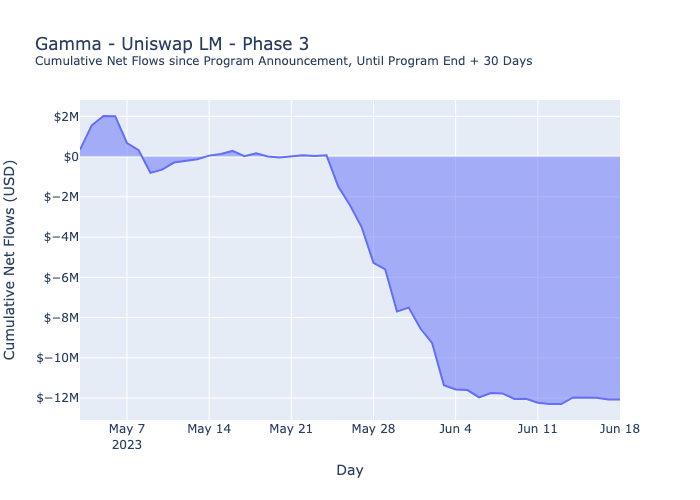 Gamma - Uniswap LM - Phase 3
Cumulative Net Flows since Program Announcement, Until Program End + 30 Days
Cumulative Net Flows (USD)
$2M
$0
$−2M
$−4M
$−6M
$−8M
$−10M
$−12M
May 7
2023
May 14
May 21
May 28
Jun 4
Jun 11
Jun 18
Day